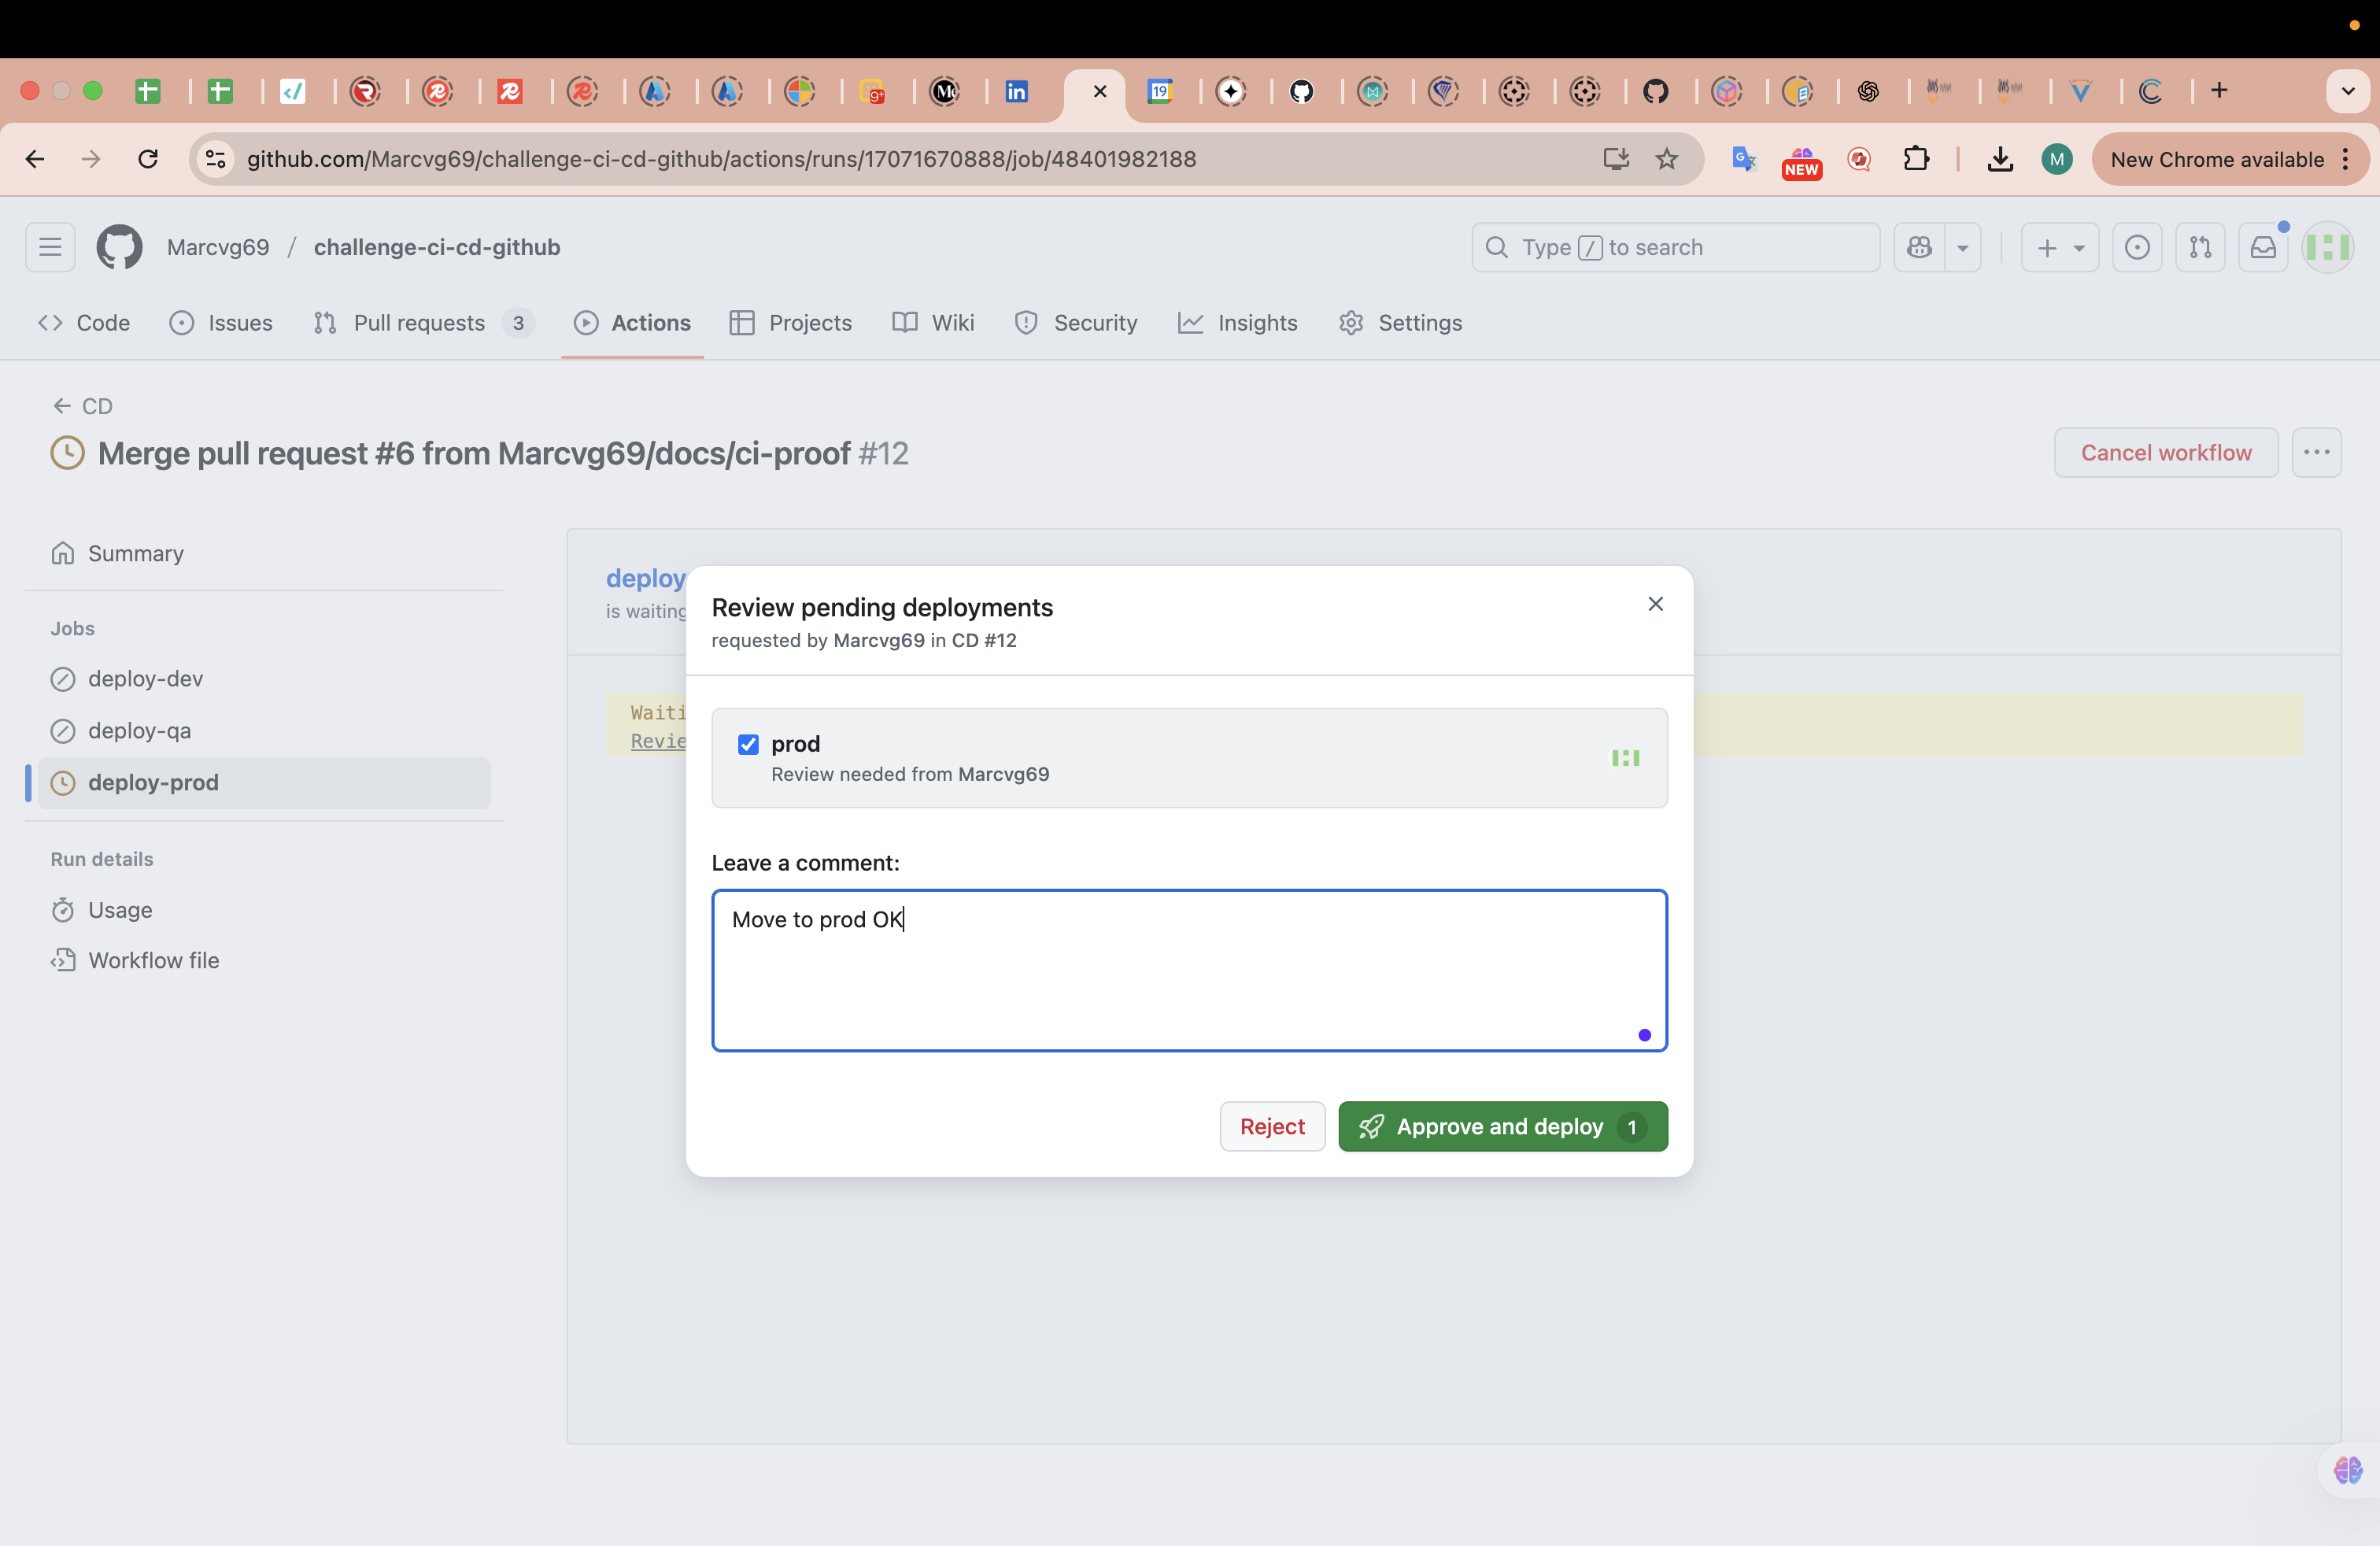 19
9+
M
github.com/Marcvg69/challenge-ci-cd-github/actions/runs/17071670888/job/48401982188
NEW
M
New Chrome available
Marcvg69 / challenge-ci-cd-github
Type / to search
Code
Issues
Pull requests 3
Actions
Projects
Wiki
Security
Insights
Settings
CD
Merge pull request #6 from Marcvg69/docs/ci-proof #12
Cancel workflow
Summary
Jobs
deploy-dev
deploy-qa
deploy-prod
Run details
Usage
Workflow file
deploy
is waiting
Waiti
Revie
Review pending deployments
requested by Marcvg69 in CD #12
prod
Review needed from Marcvg69
Leave a comment:
Move to prod OK
Reject
Approve and deploy 1